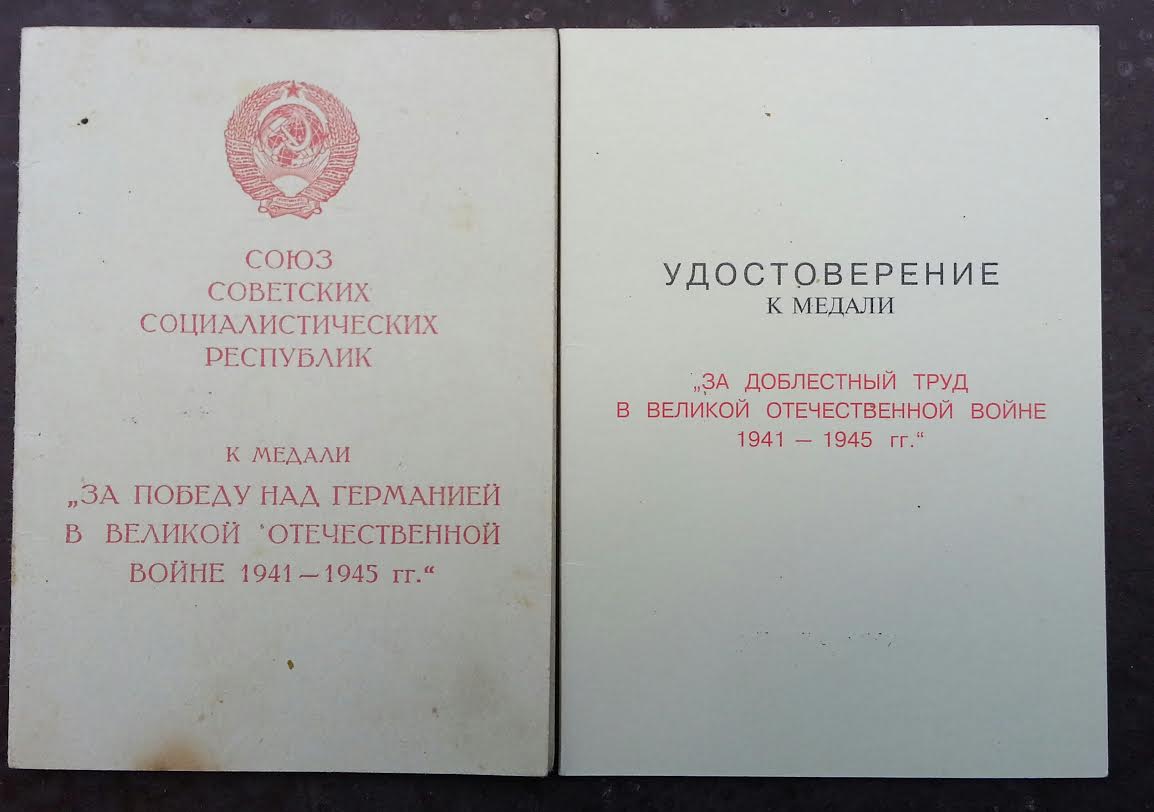 СОЮЗ
СОВЕТСКИХ
СОЦИАЛИСТИЧЕСКИХ
РЕСПУБЛИК
К МЕДАЛИ
„ЗА ПОБЕДУ НАД ГЕРМАНИЕЙ
В ВЕЛИКОЙ ОТЕЧЕСТВЕННОЙ
ВОЙНЕ 1941—1945 гг.“
УДОСТОВЕРЕНИЕ
К МЕДАЛИ
„ЗА ДОБЛЕСТНЫЙ ТРУД
В ВЕЛИКОЙ ОТЕЧЕСТВЕННОЙ ВОЙНЕ
1941 — 1945 гг.“